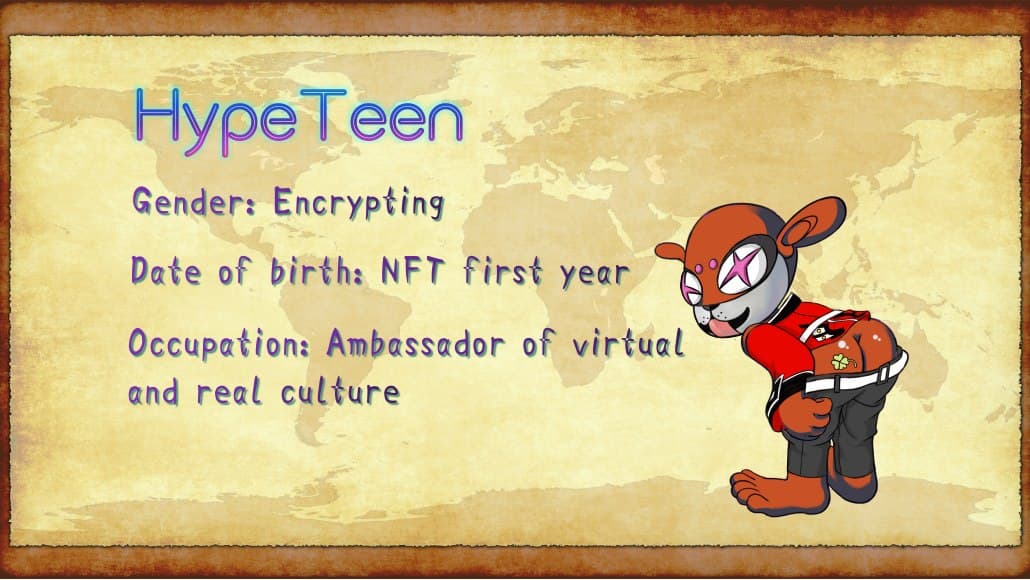 HypeTeen
Gender: Encrypting
Date of birth: NFT first year
Occupation: Ambassador of virtual
and real culture